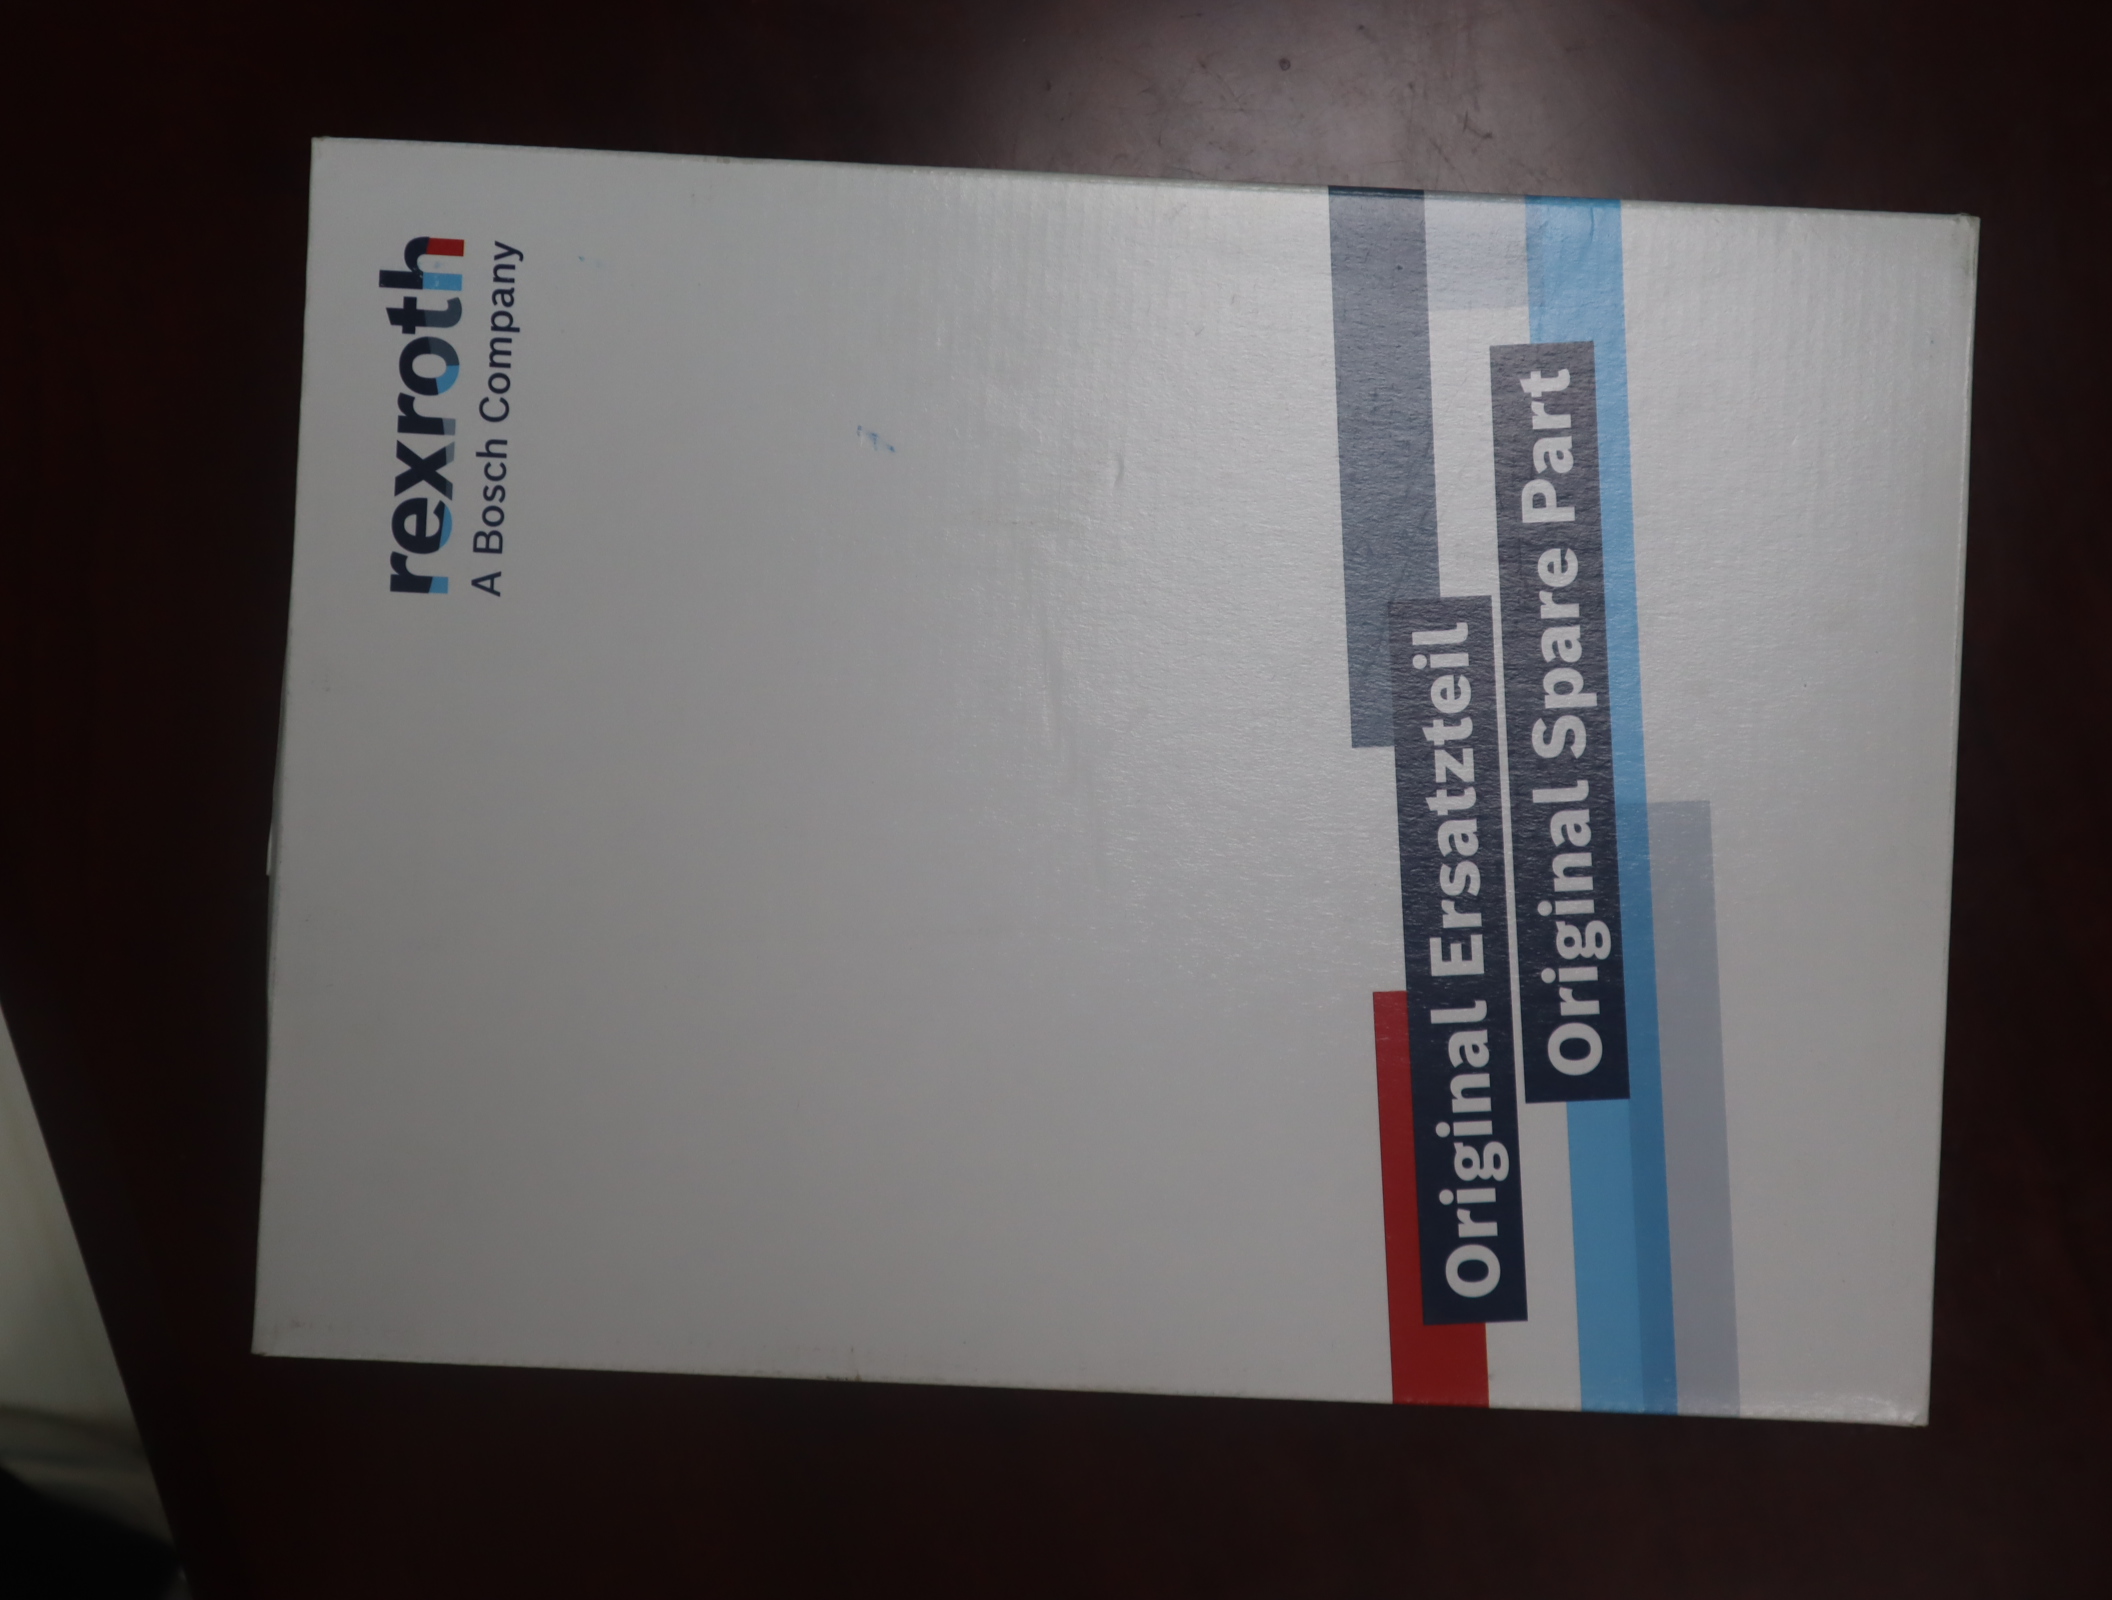 rexroth
A Bosch Company
Original Ersatzteil
Original Spare Part